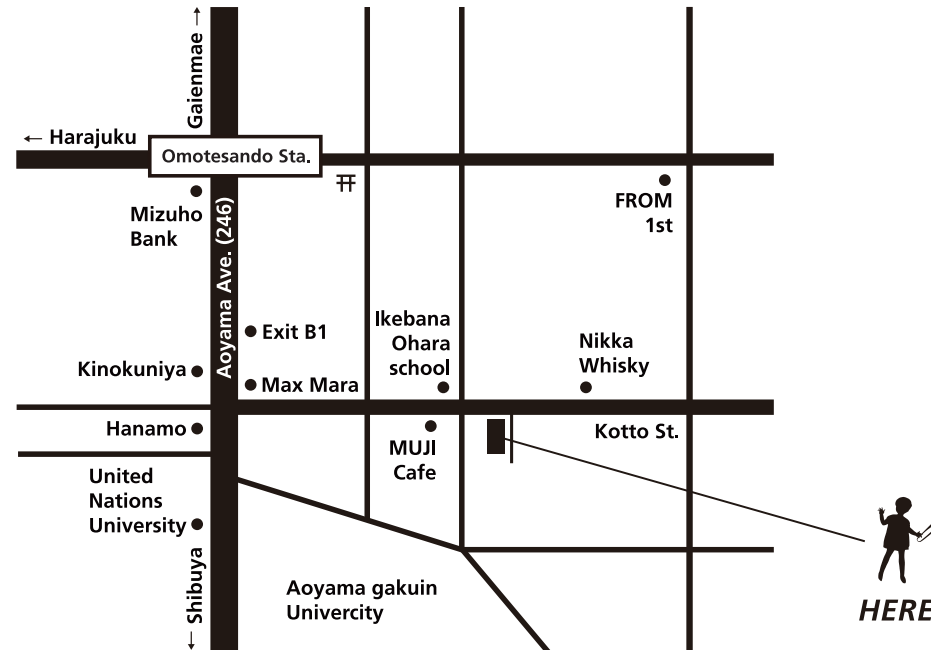 Gaienmae →
← Harajuku
Omotesando Sta.
Mizuho
Bank
Aoyama Ave. (246)
FROM
1st
Exit B1
Ikebana
Ohara
school
Nikka
Whisky
Kinokuniya
Max Mara
Hanamo
MUJI
Cafe
Kotto St.
United
Nations
University
← Shibuya
Aoyama gakuin
Univercity
HERE